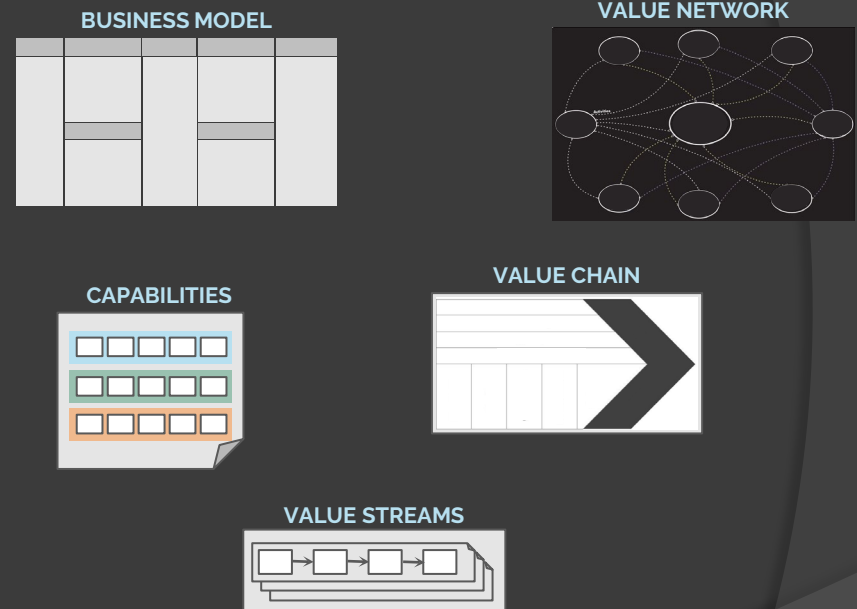 BUSINESS MODEL
VALUE NETWORK
CAPABILITIES
VALUE CHAIN
VALUE STREAMS